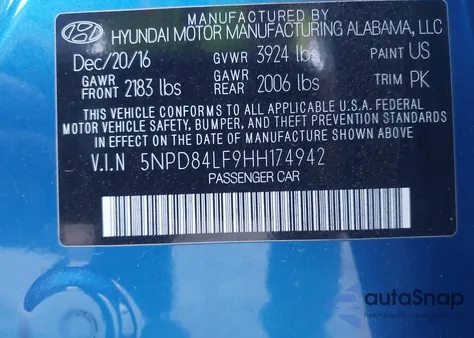 MANUFACTURED BY
HYUNDAI MOTOR MANUFACTURING ALABAMA, LLC
Dec/20/16 GVWR 3924 lbs PAINT US
GAWR FRONT 2183 lbs GAWR REAR 2006 lbs TRIM PK
THIS VEHICLE CONFORMS TO ALL APPLICABLE U.S.A. FEDERAL
MOTOR VEHICLE SAFETY, BUMPER, AND THEFT PREVENTION
STANDARDS IN EFFECT ON THE DATE OF MANUFACTURE SHOWN ABOVE.
V.I.N 5NPD84LF9HH174942
PASSENGER CAR
autoSnap